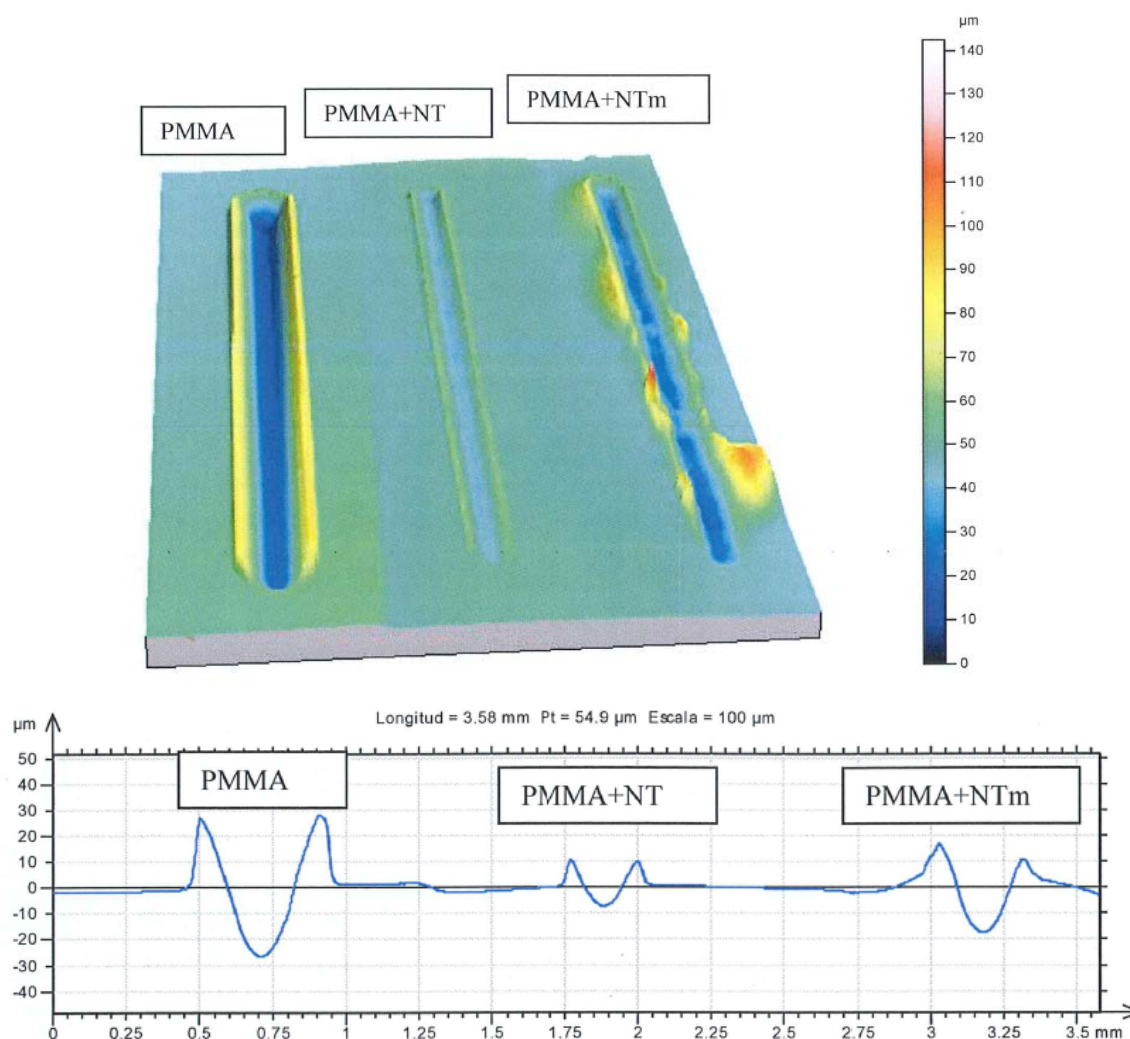 µm
140
130
120
110
100
90
80
70
60
50
40
30
20
10
0
PMMA
PMMA+NT
PMMA+NTm
µm
Longitud = 3.58 mm Pt = 54.9 µm Escala = 100 µm
50
40
30
20
10
0
-10
-20
-30
-40
PMMA
PMMA+NT
PMMA+NTm
0 0.25 0.5 0.75 1 1.25 1.5 1.75 2 2.25 2.5 2.75 3 3.25 3.5 mm